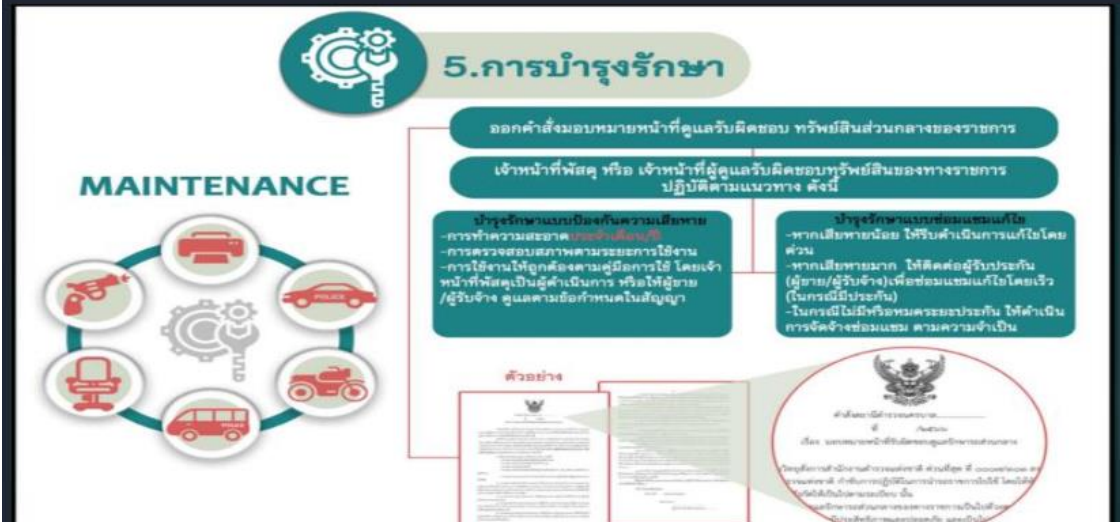 5.การบำรุงรักษา
ออกคำสั่งมอบหมายหน้าที่ดูแลรับผิดชอบ ทรัพย์สินส่วนกลางของราชการ
เจ้าหน้าที่พัสดุ หรือ เจ้าหน้าที่ผู้ดูแลรับผิดชอบทรัพย์สินของทางราชการ
ปฏิบัติตามแนวทาง ดังนี้
MAINTENANCE
POLICE
POLICE
บำรุงรักษาแบบป้องกันความเสียหาย
-การทำความสะอาดประจำเดือน/ปี
-การตรวจสอบสภาพตามระยะการใช้งาน
-การใช้งานให้ถูกต้องตามคู่มือการใช้ โดยเจ้า
หน้าที่พัสดุเป็นผู้ดำเนินการ หรือให้ผู้ขาย
/ผู้รับจ้าง ดูแลตามข้อกำหนดในสัญญา
บำรุงรักษาแบบซ่อมแซมแก้ไข
-หากเสียหายน้อย ให้รีบดำเนินการแก้ไขโดย
ด่วน
-หากเสียหายมาก ให้ติดต่อผู้รับประกัน
(ผู้ขาย/ผู้รับจ้าง)เพื่อซ่อมแซมแก้ไขโดยเร็ว
(ในกรณีมีประกัน)
-ในกรณีไม่มีหรือหมดระยะประกัน ให้ดำเนิน
การจัดจ้างซ่อมแซม ตามความจำเป็น
ตัวอย่าง
คำสั่งสถานีตำรวจนครบาล
ที่ /๒๕๖๖
เรื่อง มอบหมายหน้าที่รับผิดชอบดูแลรักษารถส่วนกลาง